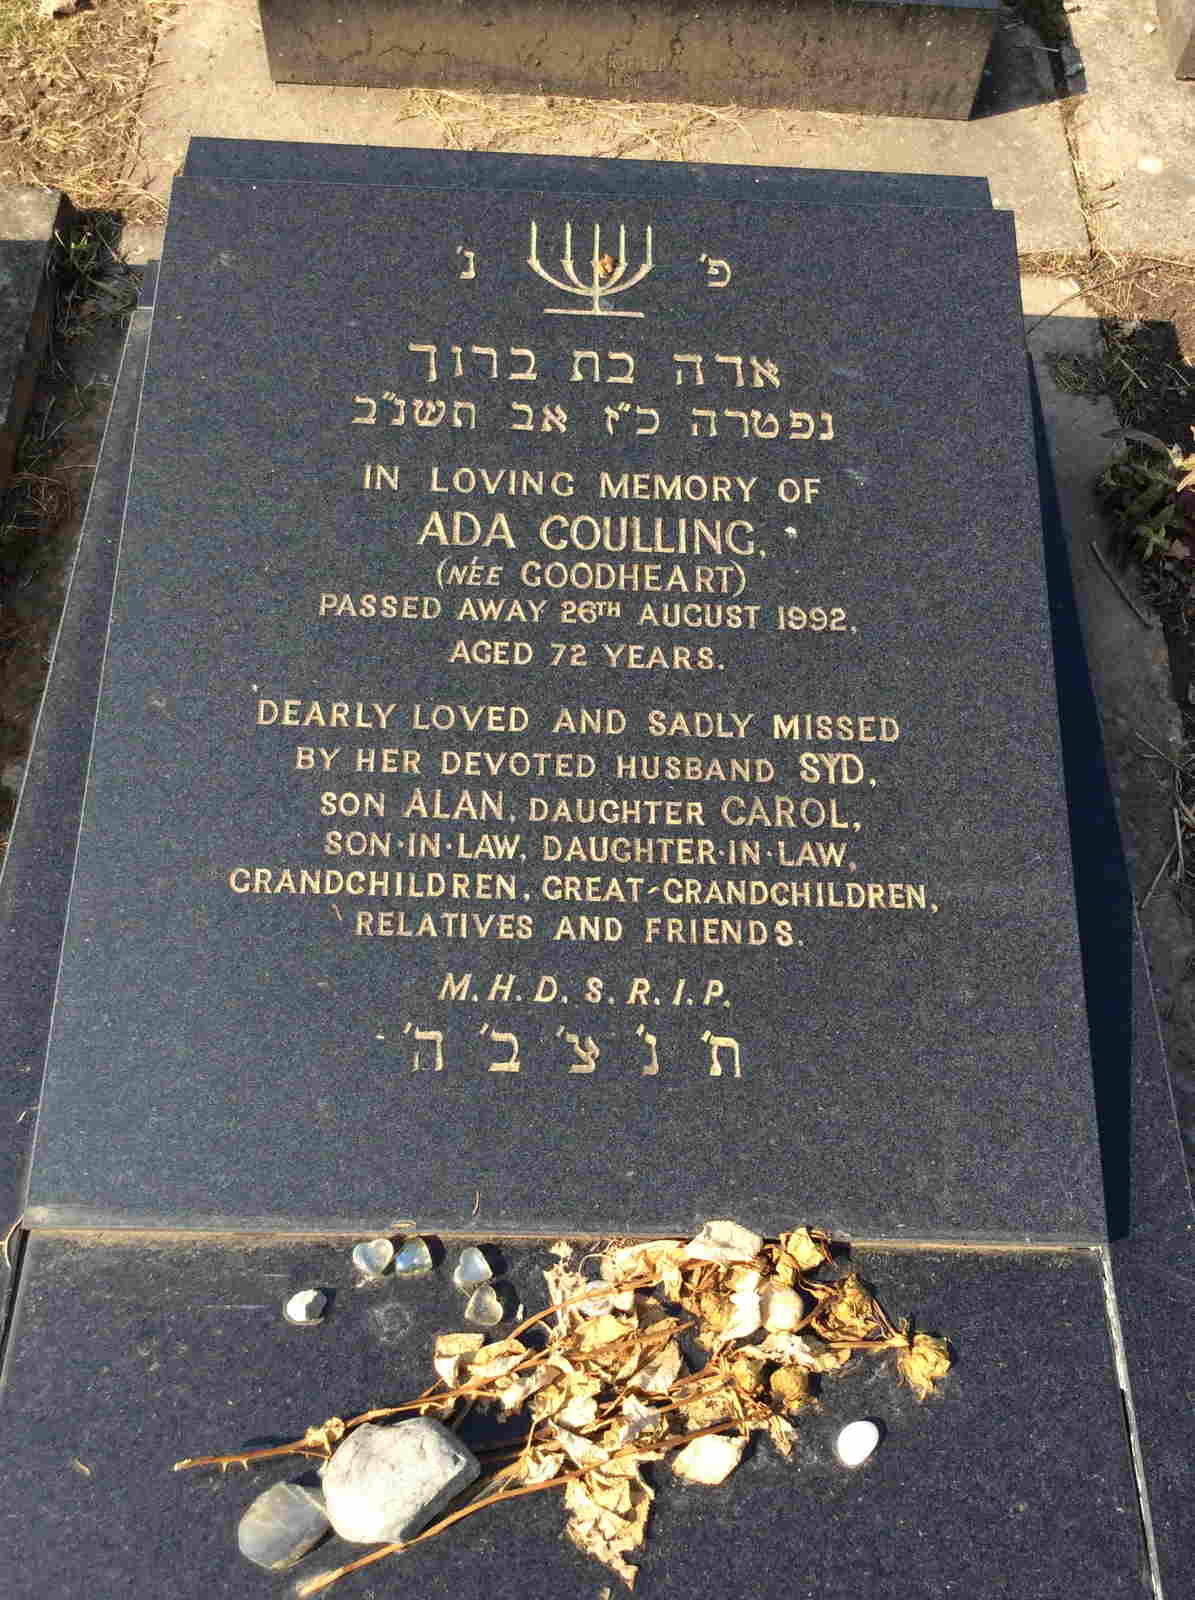 פ' נ'
אדה בת ברוך
נפטרה כ"ז אב תשנ"ב
IN LOVING MEMORY OF
ADA COULLING,
(NÉE GOODHEART)
PASSED AWAY 26TH AUGUST 1992,
AGED 72 YEARS.
DEARLY LOVED AND SADLY MISSED
BY HER DEVOTED HUSBAND SYD,
SON ALAN, DAUGHTER CAROL,
SON·IN·LAW, DAUGHTER·IN·LAW,
GRANDCHILDREN, GREAT-GRANDCHILDREN,
RELATIVES AND FRIENDS.
M.H.D.S.R.I.P.
ת' נ' צ' ב' ה'